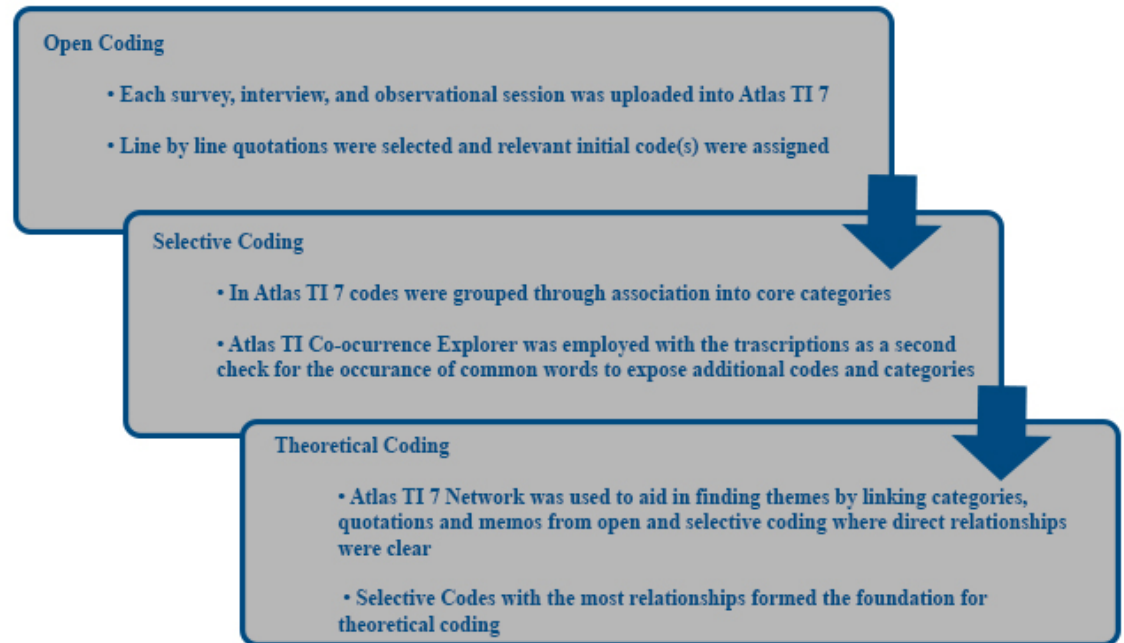 Open Coding
• Each survey, interview, and observational session was uploaded into Atlas TI 7
• Line by line quotations were selected and relevant initial code(s) were assigned
Selective Coding
• In Atlas TI 7 codes were grouped through association into core categories
• Atlas TI Co-ocurrence Explorer was employed with the trascriptions as a second
check for the occurance of common words to expose additional codes and categories
Theoretical Coding
• Atlas TI 7 Network was used to aid in finding themes by linking categories,
quotations and memos from open and selective coding where direct relationships
were clear
• Selective Codes with the most relationships formed the foundation for
theoretical coding